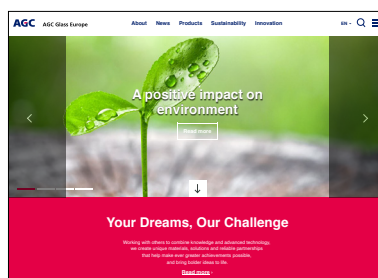 AGC AGC Glass Europe About News Products Sustainability Innovation EN
A positive impact on
environment
Read more
Your Dreams, Our Challenge
Working with others to combine knowledge and advanced technology,
we create unique materials, solutions and reliable partnerships
that help make ever greater achievements possible,
and bring bolder ideas to life.
Read more ›